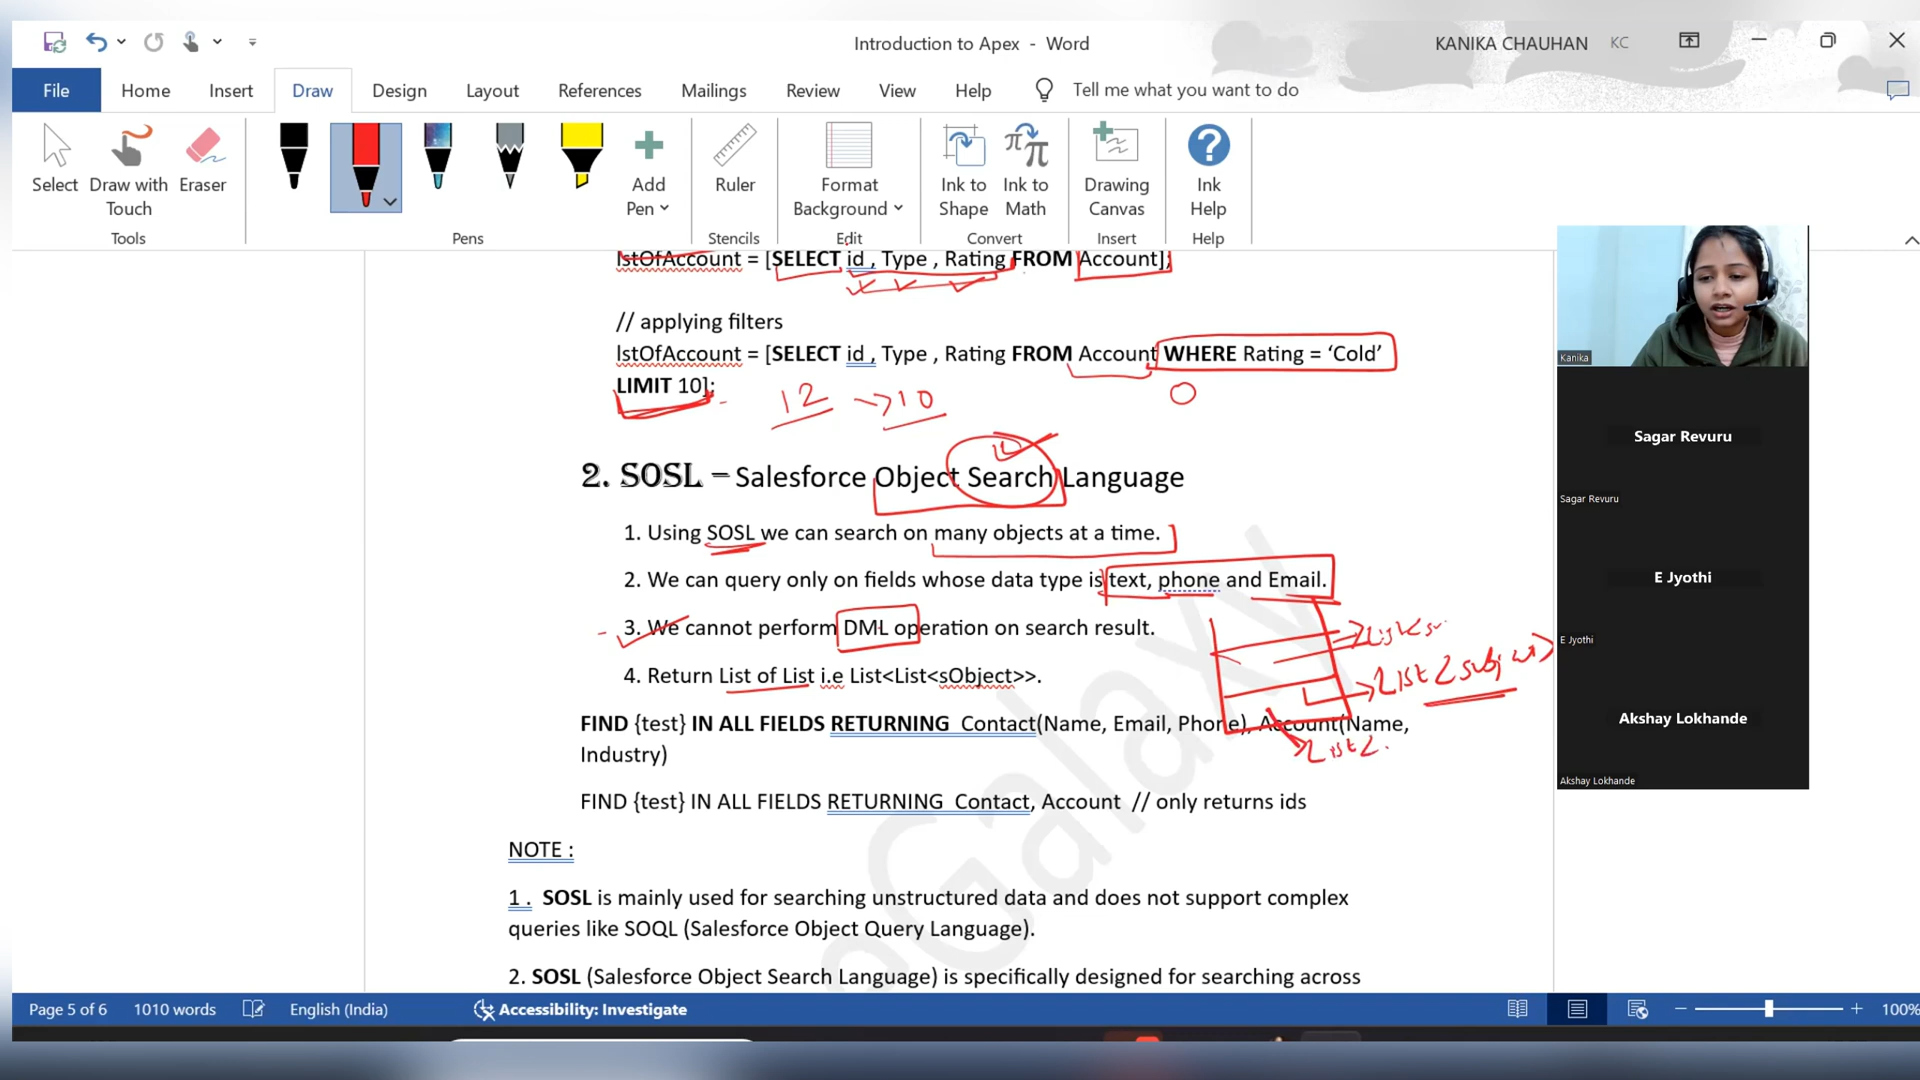 Introduction to Apex - Word
KANIKA CHAUHAN KC
File Home Insert Draw Design Layout References Mailings Review View Help Tell me what you want to do
Select Draw with Touch Eraser
Add Pen
Ruler
Format Background
Ink to Shape
Ink to Math
Drawing Canvas
Ink Help
Tools Pens Stencils Edit Convert Insert Help
lstOfAccount = [SELECT id , Type , Rating FROM Account];
// applying filters
lstOfAccount = [SELECT id , Type , Rating FROM Account WHERE Rating = ‘Cold’
LIMIT 10];
12 → 10
2. SOSL – Salesforce Object Search Language
1. Using SOSL we can search on many objects at a time.
2. We can query only on fields whose data type is text, phone and Email.
3. We cannot perform DML operation on search result.
4. Return List of List i.e List<List<sObject>>.
List<
List<sobject>
List<
FIND {test} IN ALL FIELDS RETURNING Contact(Name, Email, Phone), Account(Name,
Industry)
FIND {test} IN ALL FIELDS RETURNING Contact, Account // only returns ids
NOTE :
1 . SOSL is mainly used for searching unstructured data and does not support complex
queries like SOQL (Salesforce Object Query Language).
2. SOSL (Salesforce Object Search Language) is specifically designed for searching across
Galaxy
Kanika
Sagar Revuru
Sagar Revuru
E Jyothi
E Jyothi
Akshay Lokhande
Akshay Lokhande
Page 5 of 6 1010 words English (India) Accessibility: Investigate 100%